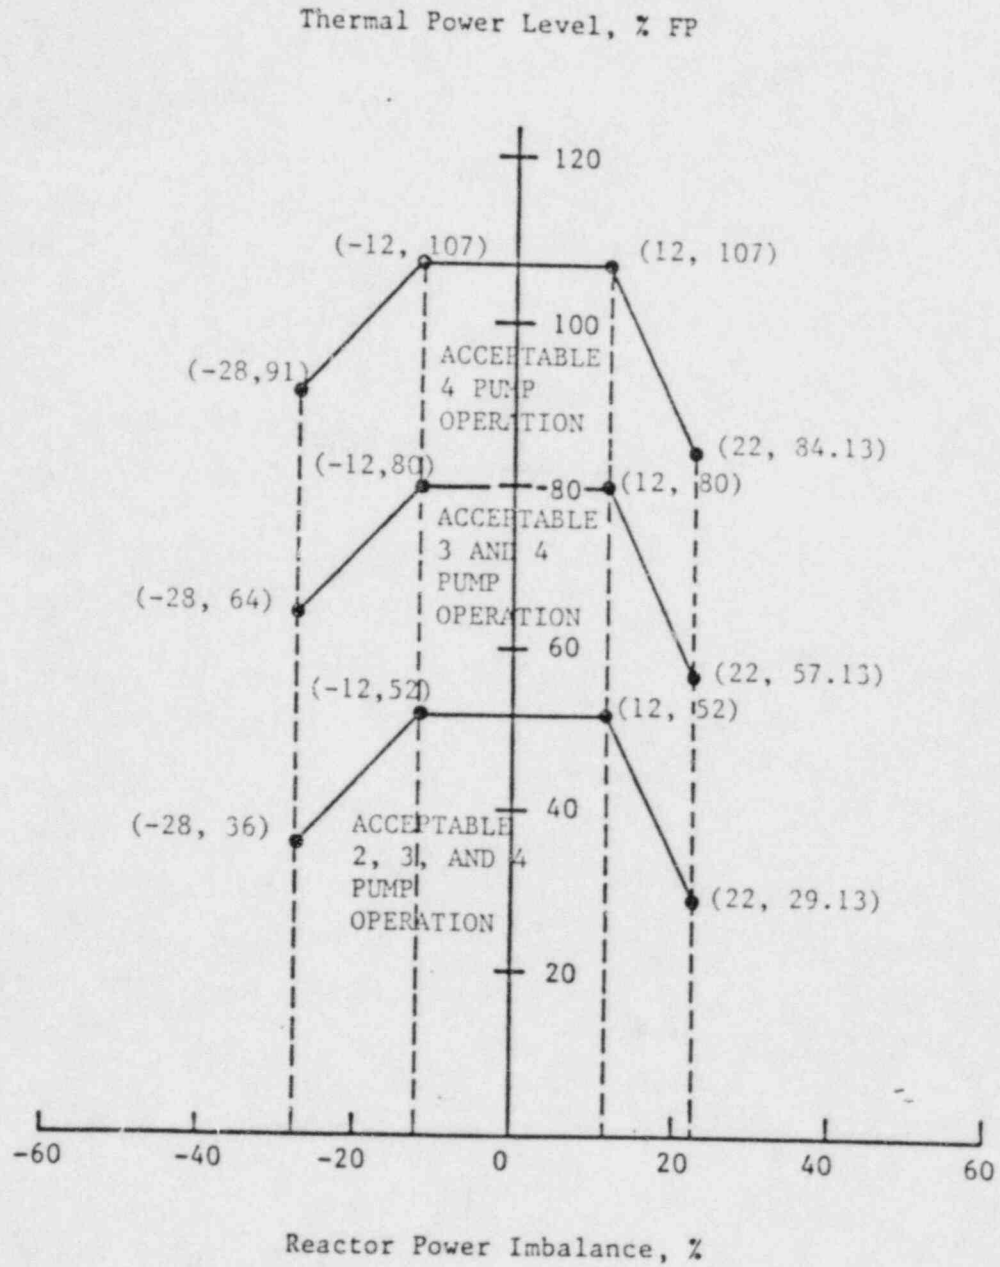 Thermal Power Level, % FP
120
(-12, 107)
(12, 107)
100
ACCEPTABLE
4 PUMP
OPERATION
(-28,91)
(22, 84.13)
(-12,80)
80
(12, 80)
ACCEPTABLE
3 AND 4
PUMP
OPERATION
(-28, 64)
60
(22, 57.13)
(-12,52)
(12, 52)
40
(-28, 36)
ACCEPTABLE
2, 3, AND 4
PUMP
OPERATION
(22, 29.13)
20
-60 -40 -20 0 20 40 60
Reactor Power Imbalance, %